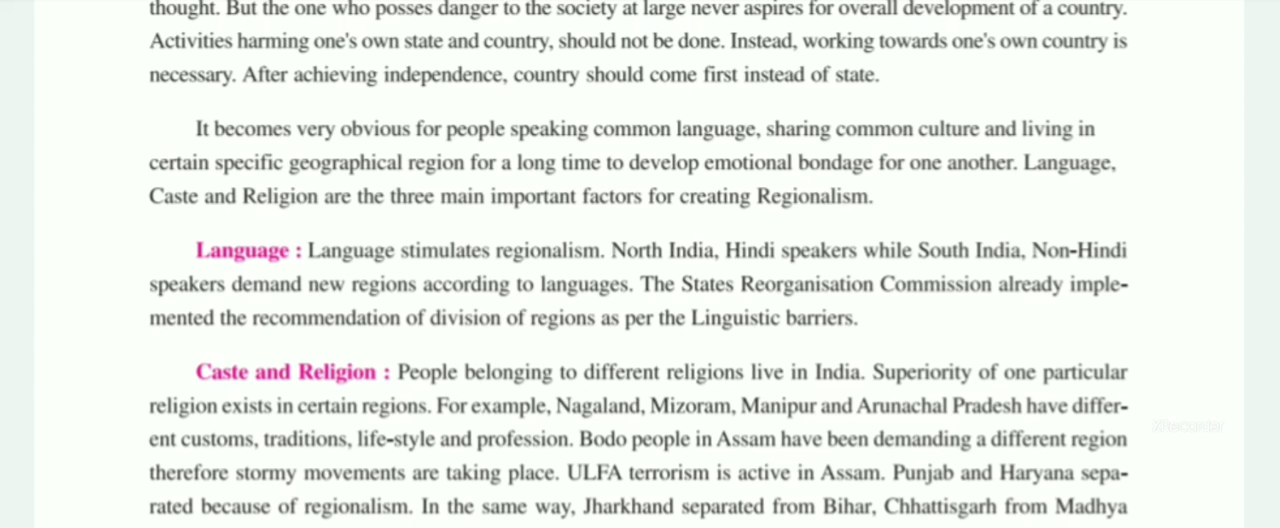 thought. But the one who posses danger to the society at large never aspires for overall development of a country.
Activities harming one's own state and country, should not be done. Instead, working towards one's own country is
necessary. After achieving independence, country should come first instead of state.
It becomes very obvious for people speaking common language, sharing common culture and living in
certain specific geographical region for a long time to develop emotional bondage for one another. Language,
Caste and Religion are the three main important factors for creating Regionalism.
Language : Language stimulates regionalism. North India, Hindi speakers while South India, Non-Hindi
speakers demand new regions according to languages. The States Reorganisation Commission already imple-
mented the recommendation of division of regions as per the Linguistic barriers.
Caste and Religion : People belonging to different religions live in India. Superiority of one particular
religion exists in certain regions. For example, Nagaland, Mizoram, Manipur and Arunachal Pradesh have differ-
ent customs, traditions, life-style and profession. Bodo people in Assam have been demanding a different region
therefore stormy movements are taking place. ULFA terrorism is active in Assam. Punjab and Haryana sepa-
rated because of regionalism. In the same way, Jharkhand separated from Bihar, Chhattisgarh from Madhya